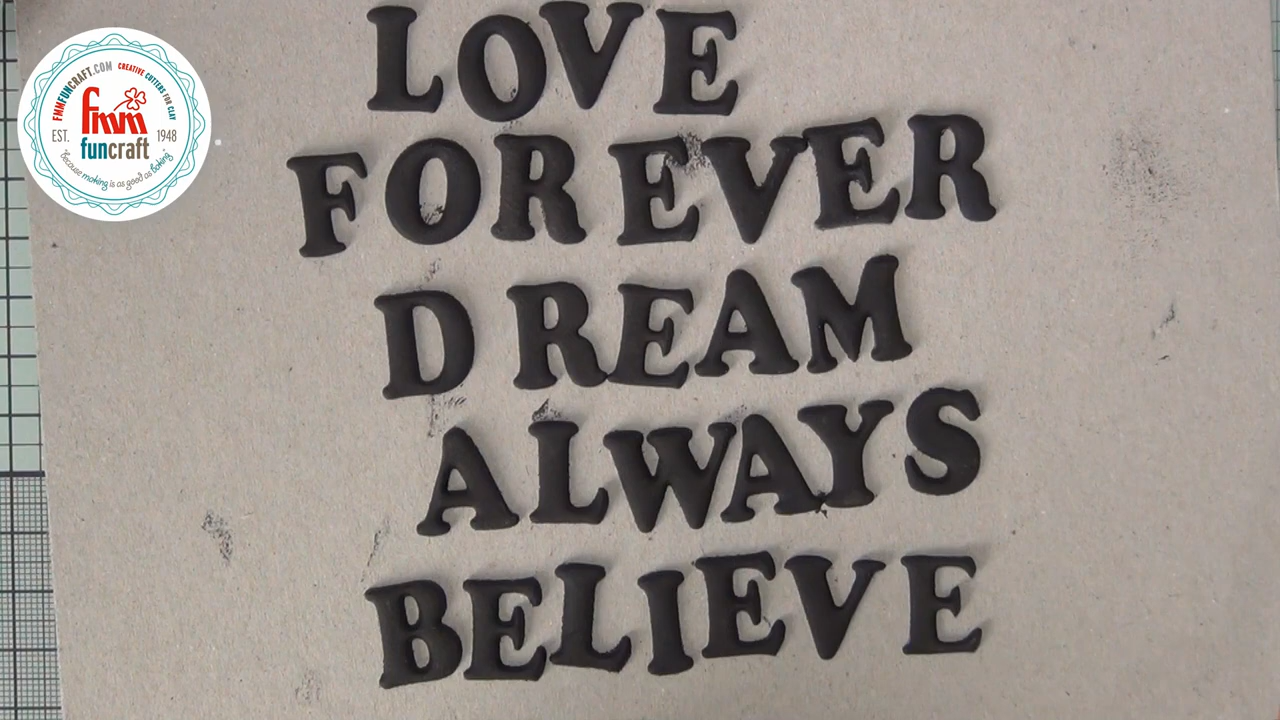 LOVE
FOREVER
DREAM
ALWAYS
BELIEVE
FMMFUNCRAFT.COM CREATIVE CUTTERS FOR CLAY
fmm
EST. 1948
funcraft
"because making is as good as baking"